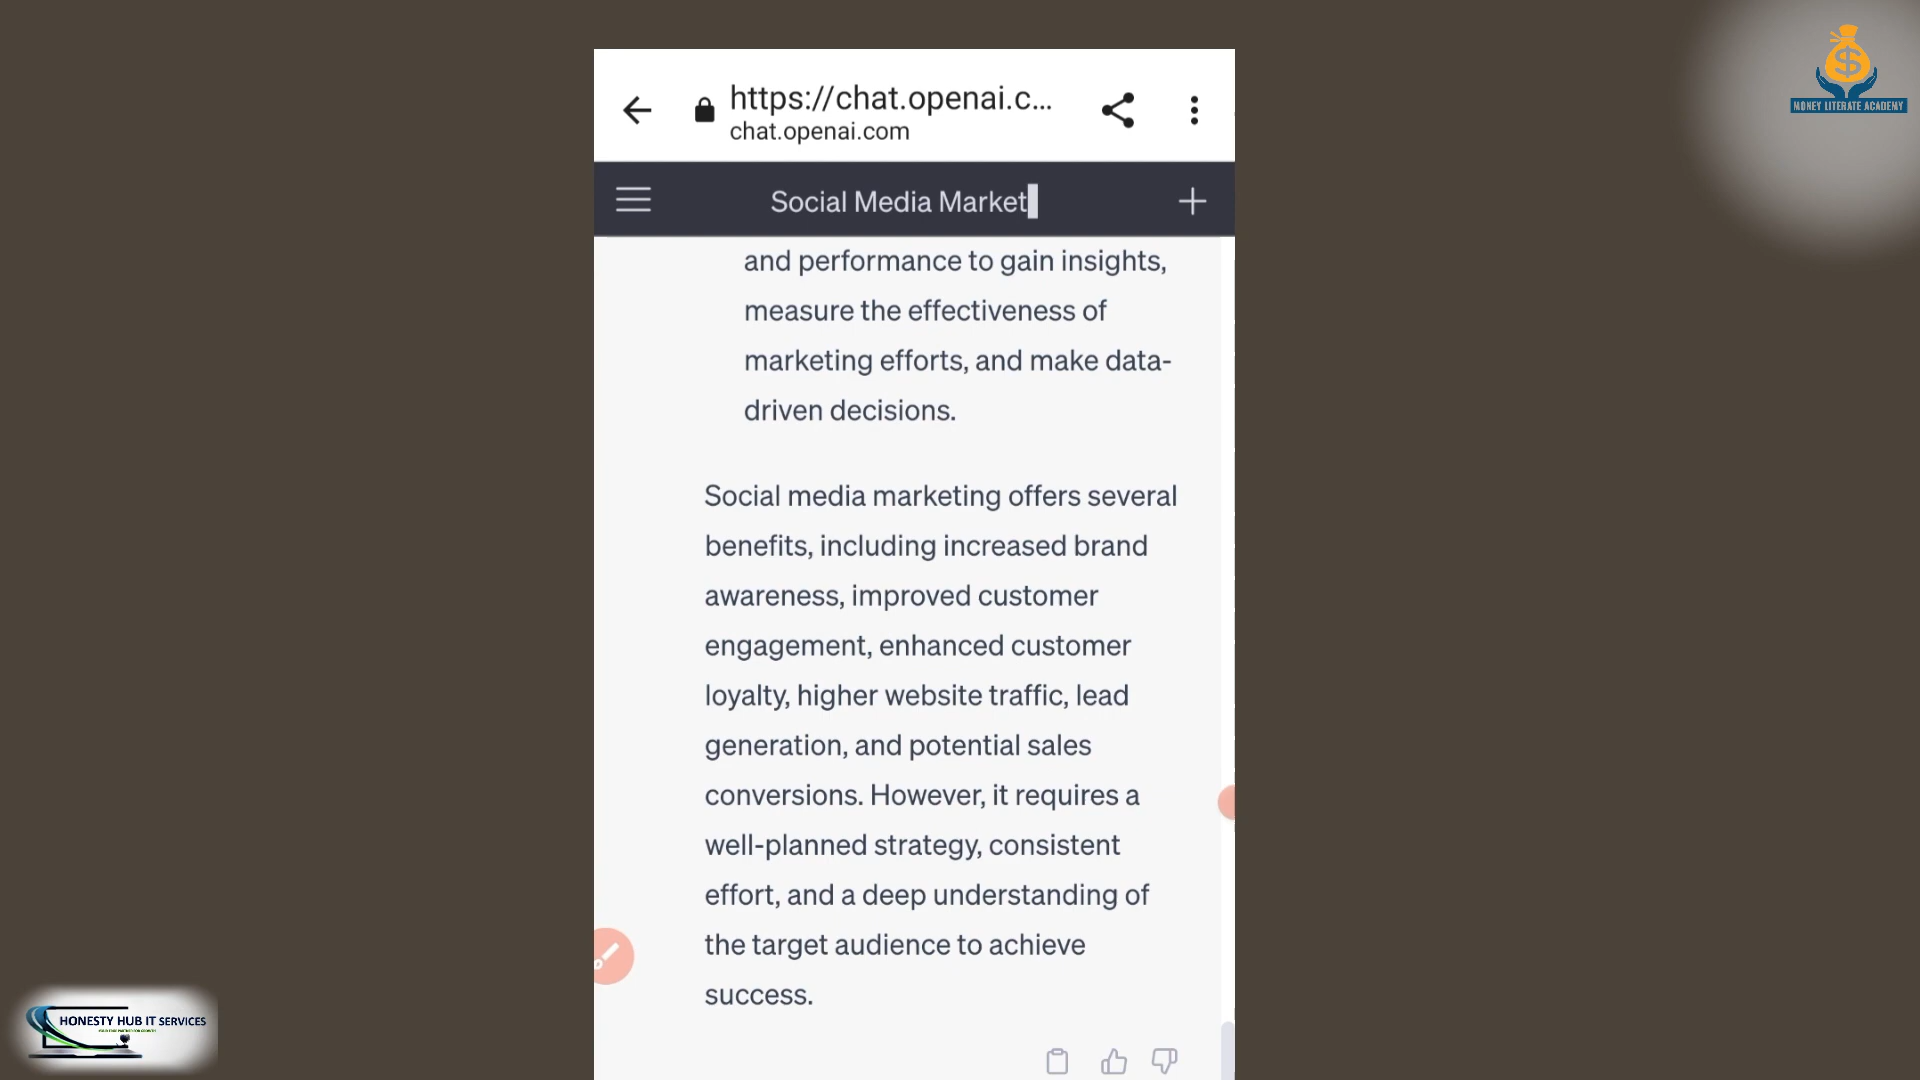 https://chat.openai.c...
chat.openai.com
MONEY LITERATE ACADEMY
Social Media Market
and performance to gain insights,
measure the effectiveness of
marketing efforts, and make data-
driven decisions.
Social media marketing offers several
benefits, including increased brand
awareness, improved customer
engagement, enhanced customer
loyalty, higher website traffic, lead
generation, and potential sales
conversions. However, it requires a
well-planned strategy, consistent
effort, and a deep understanding of
the target audience to achieve
success.
HONESTY HUB IT SERVICES